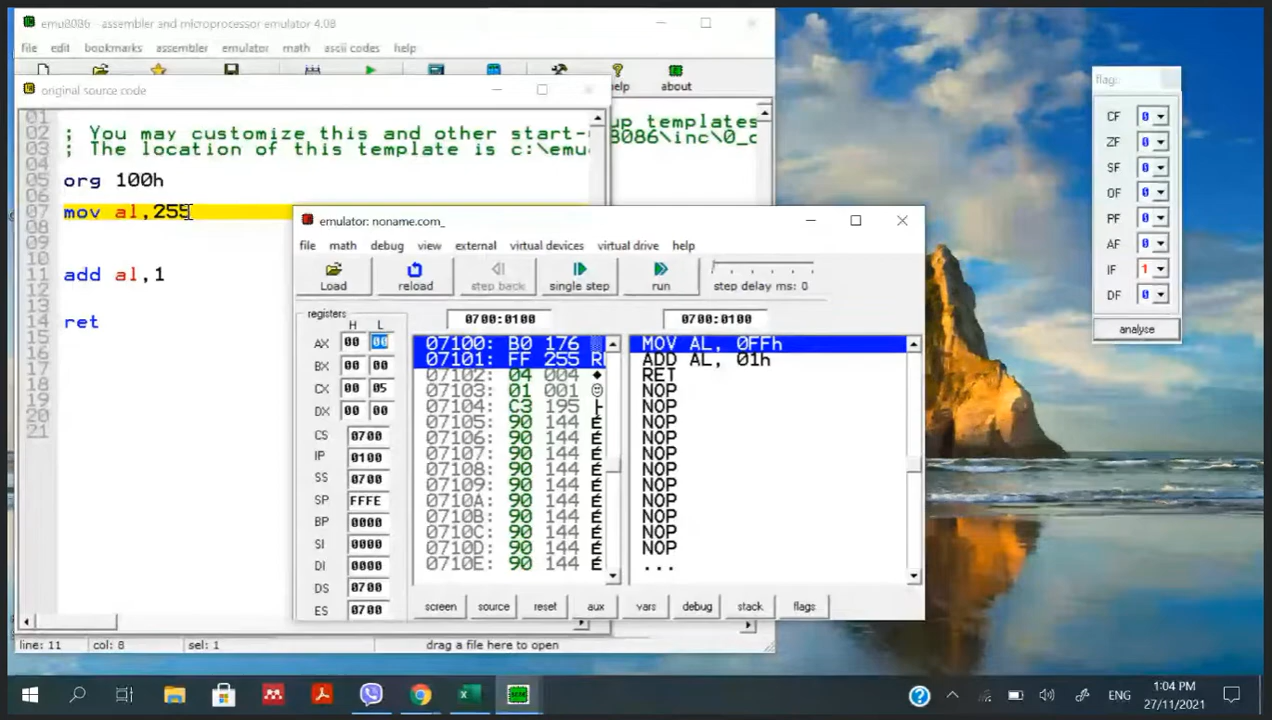 emu8086 - assembler and microprocessor emulator 4.08
file edit bookmarks assembler emulator math ascii codes help
help about
original source code
01
02 ; You may customize this and other start-up templates
03 ; The location of this template is c:\emu8086\inc\0_c
04
05 org 100h
06
07 mov al,255
08
09
10
11 add al,1
12
13
14 ret
15
16
17
18
19
20
21
line: 11 col: 8 sel: 1 drag a file here to open
emulator: noname.com_
file math debug view external virtual devices virtual drive help
Load reload step back single step run step delay ms: 0
registers 0700:0100 0700:0100
H L
AX 00 00
BX 00 00
CX 00 05
DX 00 00
CS 0700
IP 0100
SS 0700
SP FFFE
BP 0000
SI 0000
DI 0000
DS 0700
ES 0700
07100: B0 176
07101: FF 255
07102: 04 004
07103: 01 001
07104: C3 195
07105: 90 144 É
07106: 90 144 É
07107: 90 144 É
07108: 90 144 É
07109: 90 144 É
0710A: 90 144 É
0710B: 90 144 É
0710C: 90 144 É
0710D: 90 144 É
0710E: 90 144 É
MOV AL, 0FFh
ADD AL, 01h
RET
NOP
NOP
NOP
NOP
NOP
NOP
NOP
NOP
NOP
NOP
NOP
...
screen source reset aux vars debug stack flags
flag:
CF 0
ZF 0
SF 0
OF 0
PF 0
AF 0
IF 1
DF 0
analyse
ENG
1:04 PM
27/11/2021